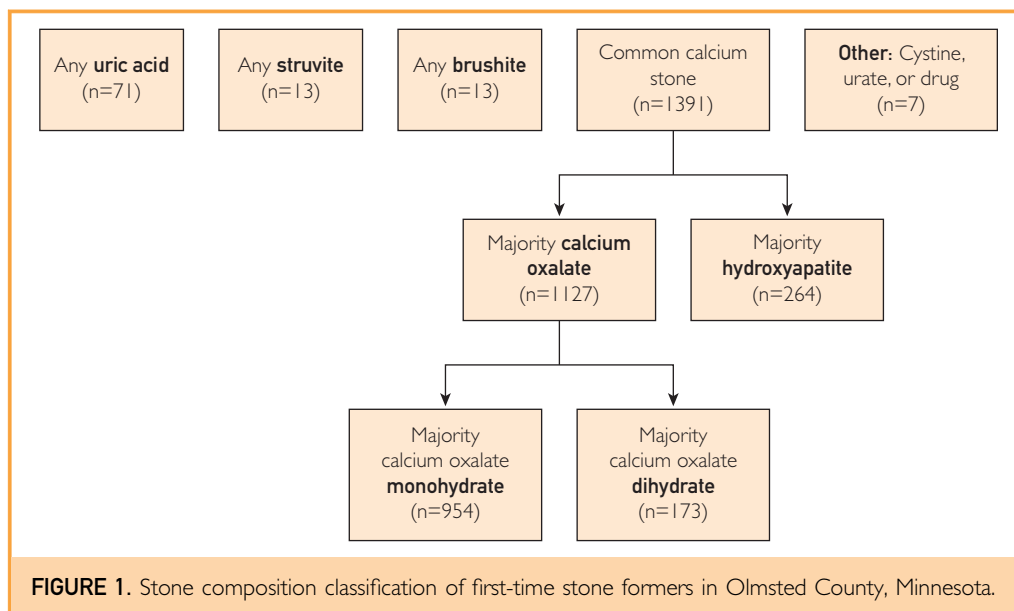 Any uric acid
(n=71)
Any struvite
(n=13)
Any brushite
(n=13)
Common calcium
stone
(n=1391)
Other: Cystine,
urate, or drug
(n=7)
Majority calcium
oxalate
(n=1127)
Majority
hydroxyapatite
(n=264)
Majority
calcium oxalate
monohydrate
(n=954)
Majority
calcium oxalate
dihydrate
(n=173)
FIGURE 1. Stone composition classification of first-time stone formers in Olmsted County, Minnesota.